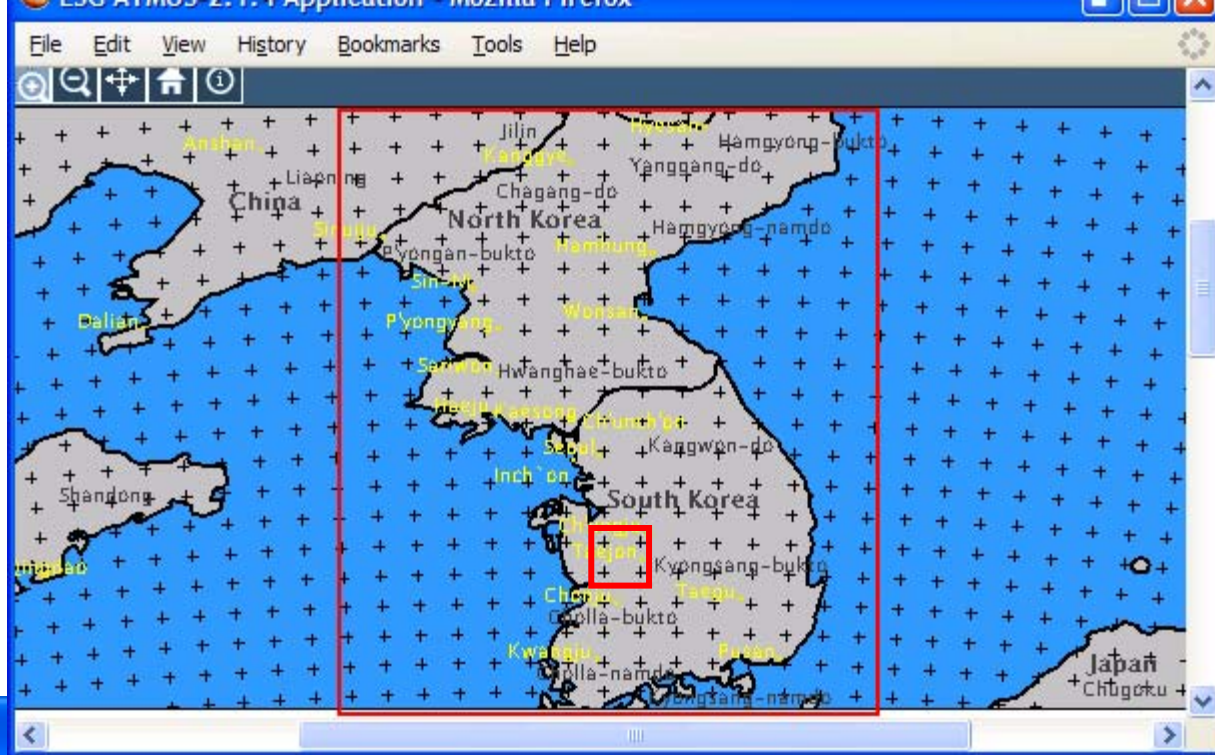 ESG ATMOS-2.1.4 Application - Mozilla Firefox
File Edit View History Bookmarks Tools Help
Jilin
Hyesan
Hamgyong-bukto
Anshan
Kanggye
Yanggang-do
Liaoning
Chagang-do
China
North Korea
Sinuiju
Hamgyong-namdo
P'yongan-bukto
Hamhung
Sin-Ni
Dalian
P'yongyang
Wonsan
Sariwon
Hwanghae-bukto
Haeju
Kaesong
Ch'unch'on
Seoul
Kangwon-do
Inch`on
Shandong
South Korea
Taejon
Kyongsang-bukto
Chonju
Taegu
Cholla-bukto
Kwangju
Pusan
Japan
Cholla-namdo
Chugoku
Kyongsang-namdo